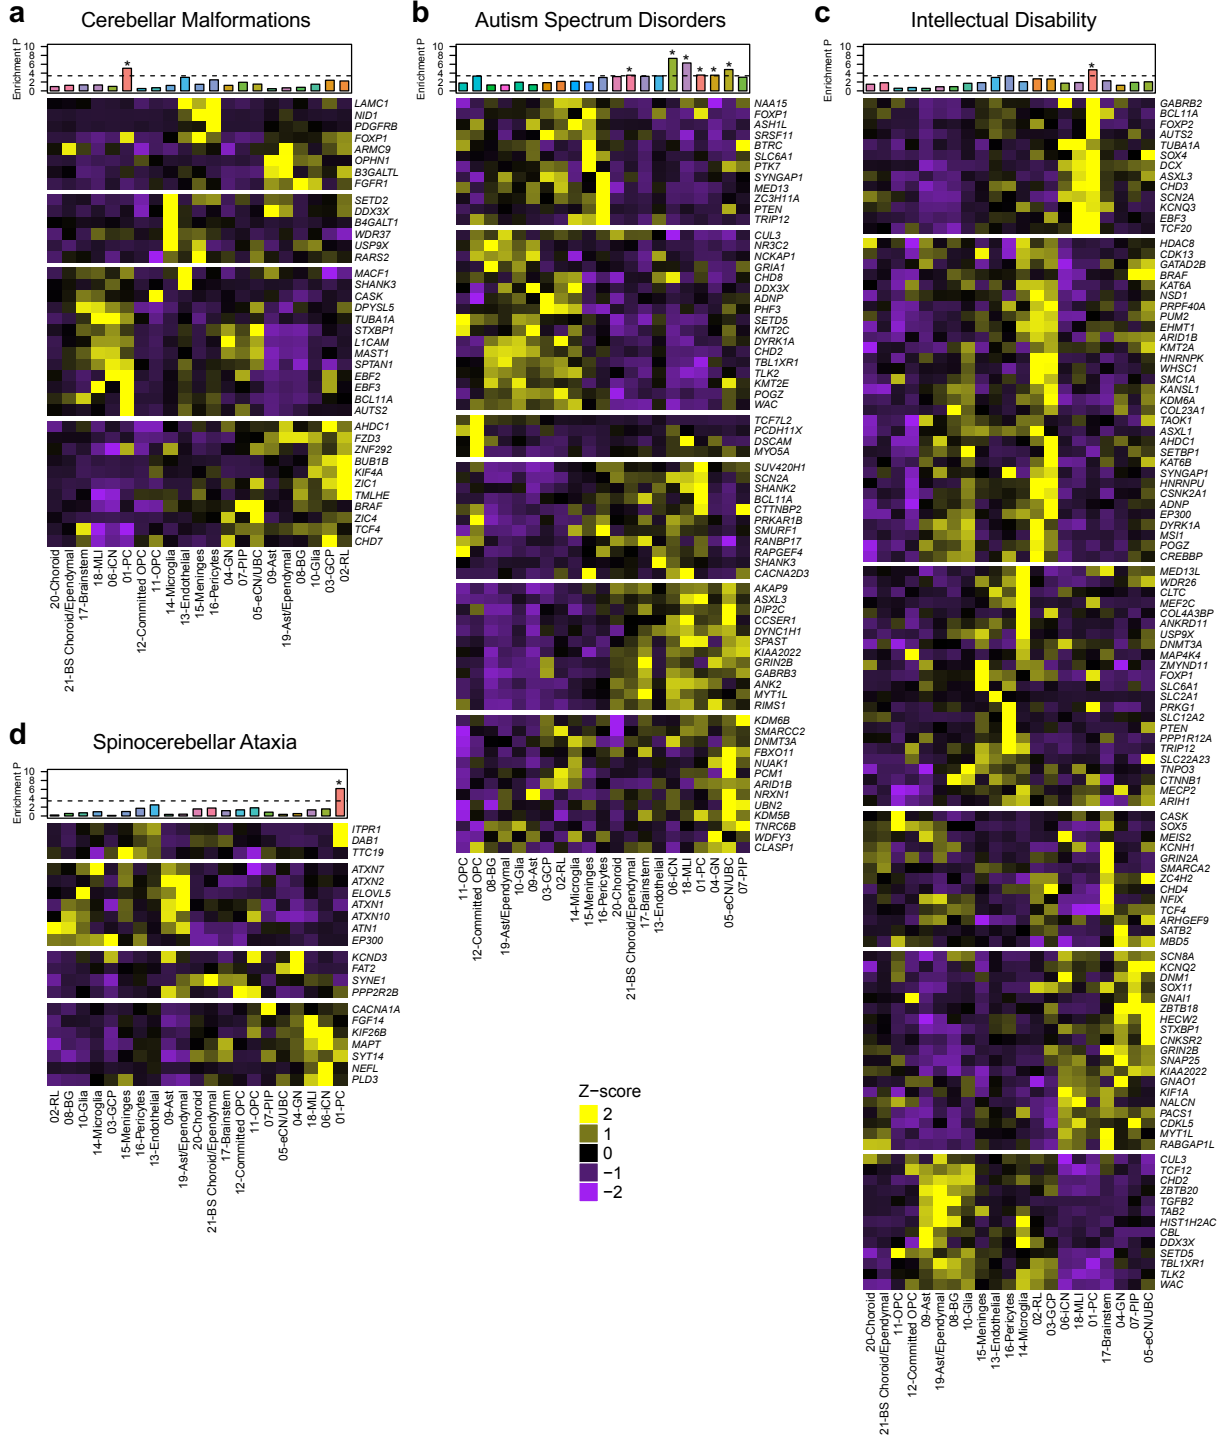 a
Cerebellar Malformations
Enrichment P
10
8
6
4
2
0
*
LAMC1
NID1
PDGFRB
FOXP1
ARMC9
OPHN1
B3GALTL
FGFR1
SETD2
DDX3X
B4GALT1
WDR37
USP9X
RARS2
MACF1
SHANK3
CASK
DPYSL5
TUBA1A
STXBP1
L1CAM
MAST1
SPTAN1
EBF2
EBF3
BCL11A
AUTS2
AHDC1
FZD3
ZNF292
BUB1B
KIF4A
ZIC1
TMLHE
BRAF
ZIC4
TCF4
CHD7
20-Choroid
21-BS Choroid/Ependymal
17-Brainstem
18-MLI
06-iCN
01-PC
12-Committed OPC
11-OPC
14-Microglia
13-Endothelial
15-Meninges
16-Pericytes
04-GN
07-PIP
05-eCN/UBC
09-Ast
19-Ast/Ependymal
08-BG
10-Glia
03-GCP
02-RL
b
Autism Spectrum Disorders
Enrichment P
10
8
6
4
2
0
* * * * * * *
NAA15
FOXP1
ASH1L
SRSF11
BTRC
SLC6A1
PTK7
SYNGAP1
MED13
ZC3H11A
PTEN
TRIP12
CUL3
NR3C2
NCKAP1
GRIA1
CHD8
DDX3X
ADNP
PHF3
SETD5
KMT2C
DYRK1A
CHD2
TBL1XR1
TLK2
KMT2E
POGZ
WAC
TCF7L2
PCDH11X
DSCAM
MYO5A
SUV420H1
SCN2A
SHANK2
BCL11A
CTTNBP2
PRKAR1B
SMURF1
RANBP17
RAPGEF4
SHANK3
CACNA2D3
AKAP9
ASXL3
DIP2C
CCSER1
DYNC1H1
SPAST
KIAA2022
GRIN2B
GABRB3
ANK2
MYT1L
RIMS1
KDM6B
SMARCC2
DNMT3A
FBXO11
NUAK1
PCM1
ARID1B
NRXN1
UBN2
KDM5B
TNRC6B
WDFY3
CLASP1
11-OPC
12-Committed OPC
08-BG
19-Ast/Ependymal
10-Glia
09-Ast
03-GCP
02-RL
14-Microglia
15-Meninges
16-Pericytes
20-Choroid
21-BS Choroid/Ependymal
17-Brainstem
13-Endothelial
06-iCN
18-MLI
01-PC
04-GN
05-eCN/UBC
07-PIP
c
Intellectual Disability
Enrichment P
10
8
6
4
2
0
*
GABRB2
BCL11A
FOXP2
AUTS2
TUBA1A
SOX4
DCX
ASXL3
CHD3
SCN2A
KCNQ3
EBF3
TCF20
HDAC8
CDK13
GATAD2B
BRAF
KAT6A
NSD1
PRPF40A
PUM2
EHMT1
ARID1B
KMT2A
HNRNPK
WHSC1
SMC1A
KANSL1
KDM6A
COL23A1
TAOK1
ASXL1
AHDC1
SETBP1
KAT6B
SYNGAP1
HNRNPU
CSNK2A1
ADNP
EP300
DYRK1A
MSI1
POGZ
CREBBP
MED13L
WDR26
CLTC
MEF2C
COL4A3BP
ANKRD11
USP9X
DNMT3A
MAP4K4
ZMYND11
FOXP1
SLC6A1
SLC2A1
PRKG1
SLC12A2
PTEN
PPP1R12A
TRIP12
SLC22A23
TNPO3
CTNNB1
MECP2
ARIH1
CASK
SOX5
MEIS2
KCNH1
GRIN2A
SMARCA2
ZC4H2
CHD4
NFIX
TCF4
ARHGEF9
SATB2
MBD5
SCN8A
KCNQ2
DNM1
SOX11
GNAI1
ZBTB18
HECW2
STXBP1
CNKSR2
GRIN2B
SNAP25
KIAA2022
GNAO1
KIF1A
NALCN
PACS1
CDKL5
MYT1L
RABGAP1L
CUL3
TCF12
CHD2
ZBTB20
TGFB2
TAB2
HIST1H2AC
CBL
DDX3X
SETD5
TBL1XR1
TLK2
WAC
20-Choroid
21-BS Choroid/Ependymal
11-OPC
12-Committed OPC
09-Ast
19-Ast/Ependymal
08-BG
10-Glia
15-Meninges
13-Endothelial
16-Pericytes
14-Microglia
02-RL
03-GCP
06-iCN
18-MLI
01-PC
17-Brainstem
04-GN
07-PIP
05-eCN/UBC
d
Spinocerebellar Ataxia
Enrichment P
10
8
6
4
2
0
*
ITPR1
DAB1
TTC19
ATXN7
ATXN2
ELOVL5
ATXN1
ATXN10
ATN1
EP300
KCND3
FAT2
SYNE1
PPP2R2B
CACNA1A
FGF14
KIF26B
MAPT
SYT14
NEFL
PLD3
02-RL
08-BG
10-Glia
14-Microglia
03-GCP
15-Meninges
16-Pericytes
13-Endothelial
09-Ast
19-Ast/Ependymal
20-Choroid
21-BS Choroid/Ependymal
17-Brainstem
12-Committed OPC
11-OPC
07-PIP
05-eCN/UBC
04-GN
18-MLI
06-iCN
01-PC
Z−score
2
1
0
−1
−2